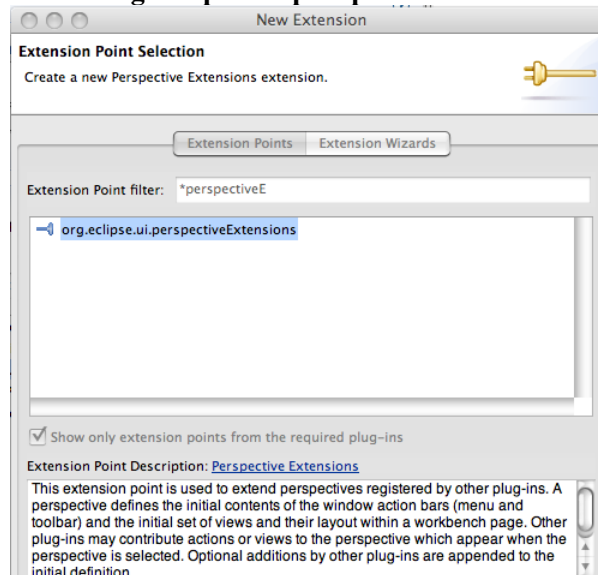 New Extension
Extension Point Selection
Create a new Perspective Extensions extension.
Extension Points Extension Wizards
Extension Point filter: *perspectiveE
org.eclipse.ui.perspectiveExtensions
Show only extension points from the required plug-ins
Extension Point Description: Perspective Extensions
This extension point is used to extend perspectives registered by other plug-ins. A
perspective defines the initial contents of the window action bars (menu and
toolbar) and the initial set of views and their layout within a workbench page. Other
plug-ins may contribute actions or views to the perspective which appear when the
perspective is selected. Optional additions by other plug-ins are appended to the
initial definition.